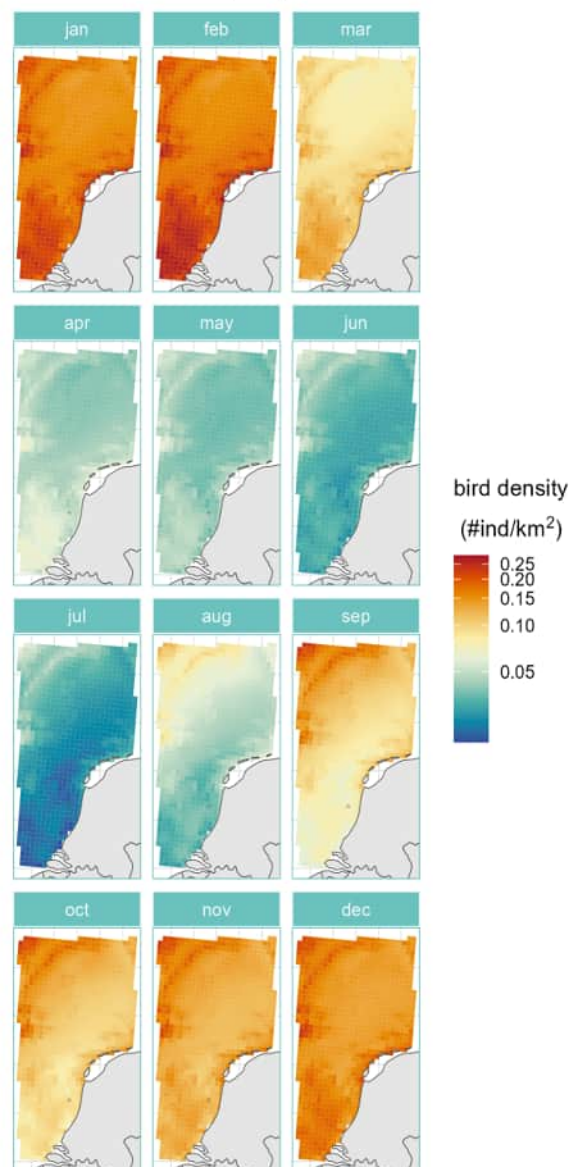 jan feb mar
apr may jun
bird density
(#ind/km²)
0.25
0.20
0.15
0.10
0.05
jul aug sep
oct nov dec